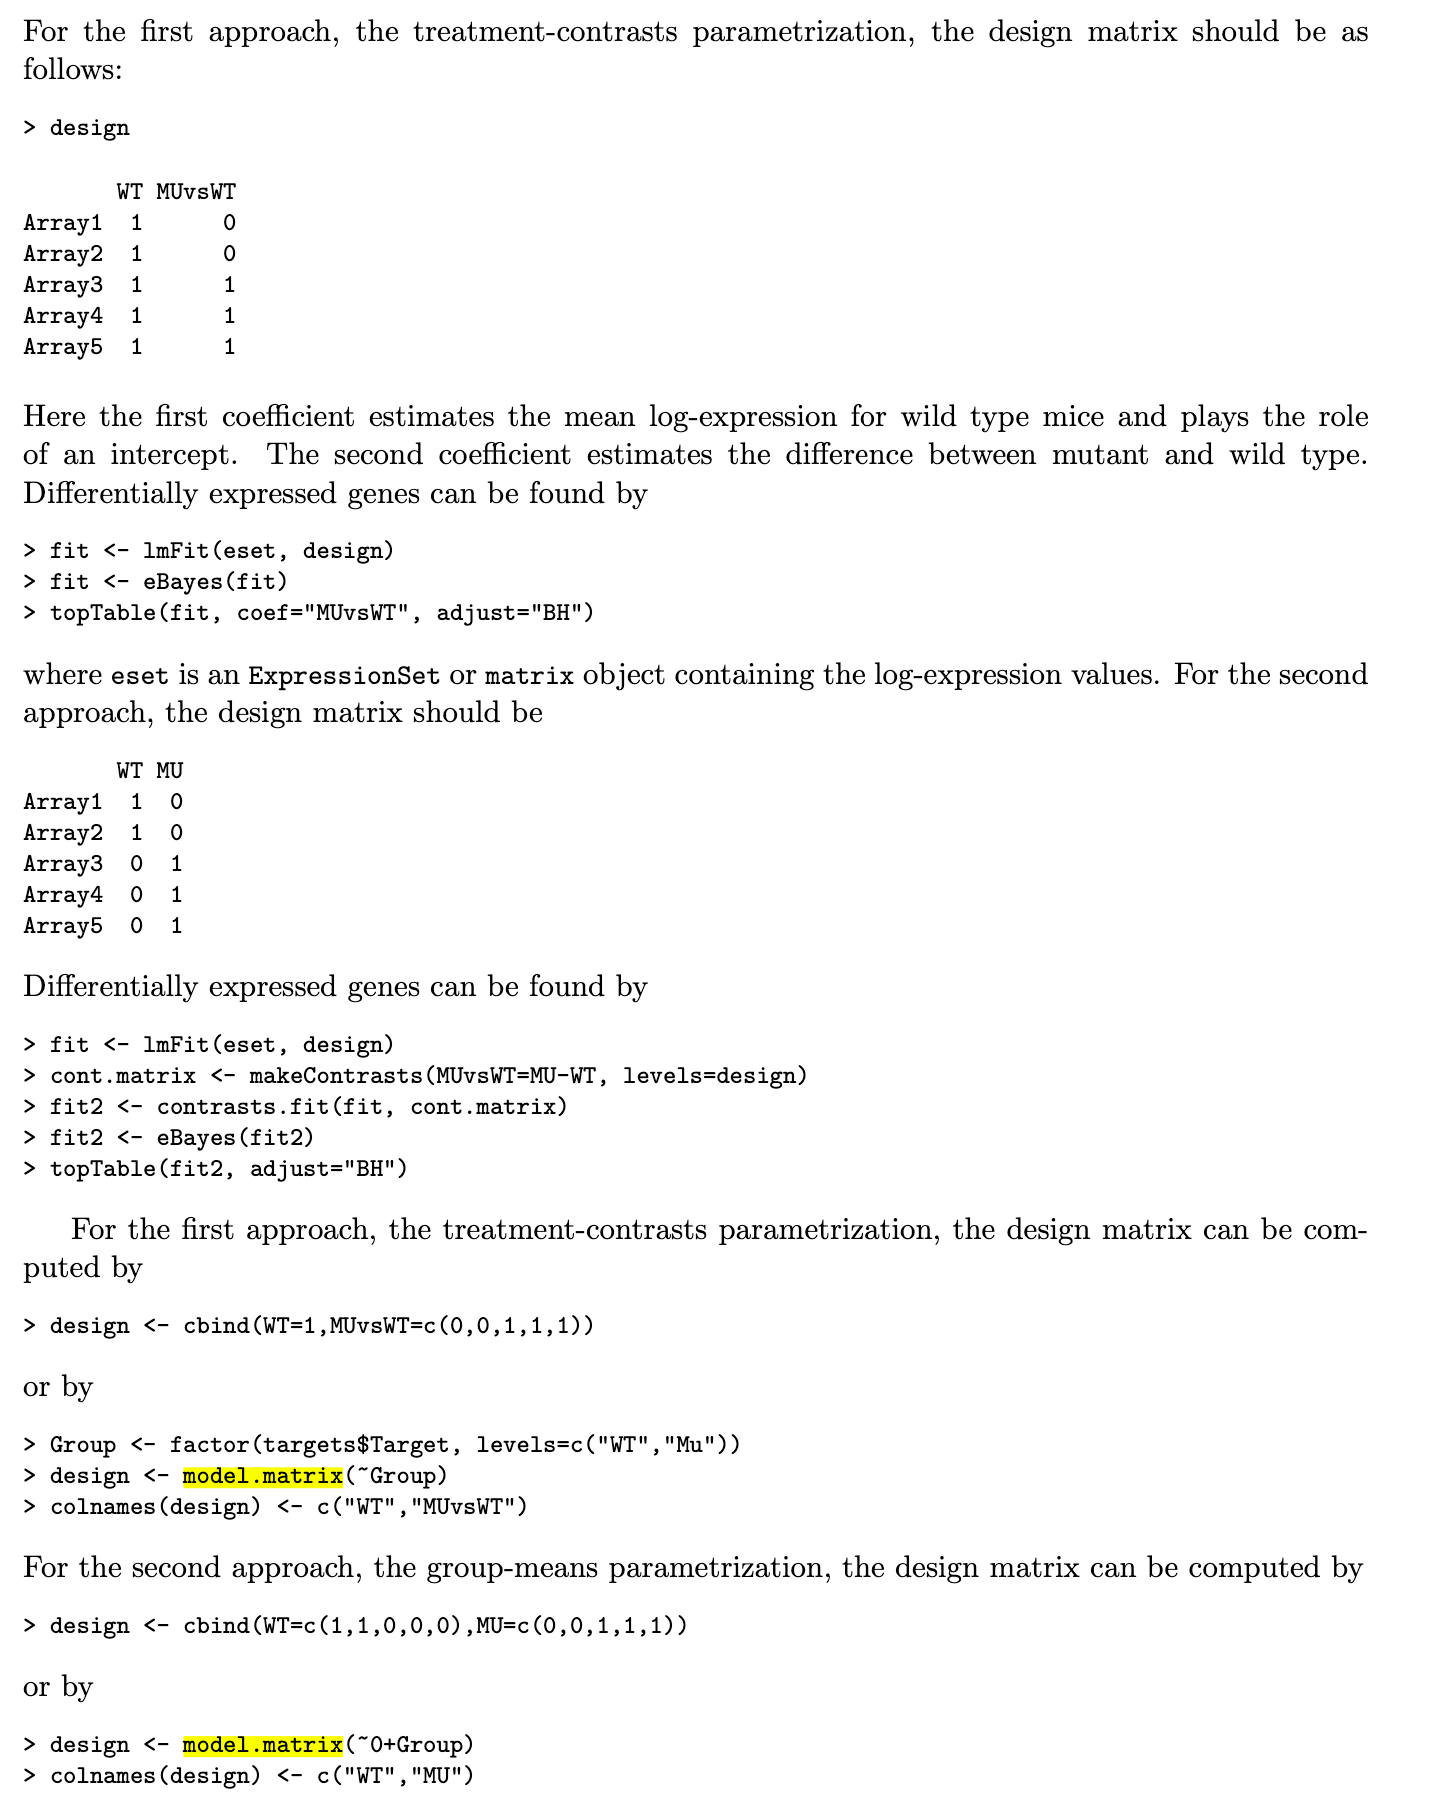 For the first approach, the treatment-contrasts parametrization, the design matrix should be as
follows:
> design
WT MUvsWT
Array1 1 0
Array2 1 0
Array3 1 1
Array4 1 1
Array5 1 1
Here the first coefficient estimates the mean log-expression for wild type mice and plays the role
of an intercept. The second coefficient estimates the difference between mutant and wild type.
Differentially expressed genes can be found by
> fit <- lmFit(eset, design)
> fit <- eBayes(fit)
> topTable(fit, coef="MUvsWT", adjust="BH")
where eset is an ExpressionSet or matrix object containing the log-expression values. For the second
approach, the design matrix should be
WT MU
Array1 1 0
Array2 1 0
Array3 0 1
Array4 0 1
Array5 0 1
Differentially expressed genes can be found by
> fit <- lmFit(eset, design)
> cont.matrix <- makeContrasts(MUvsWT=MU-WT, levels=design)
> fit2 <- contrasts.fit(fit, cont.matrix)
> fit2 <- eBayes(fit2)
> topTable(fit2, adjust="BH")
For the first approach, the treatment-contrasts parametrization, the design matrix can be com-
puted by
> design <- cbind(WT=1,MUvsWT=c(0,0,1,1,1))
or by
> Group <- factor(targets$Target, levels=c("WT","Mu"))
> design <- model.matrix(~Group)
> colnames(design) <- c("WT","MUvsWT")
For the second approach, the group-means parametrization, the design matrix can be computed by
> design <- cbind(WT=c(1,1,0,0,0),MU=c(0,0,1,1,1))
or by
> design <- model.matrix(~0+Group)
> colnames(design) <- c("WT","MU")